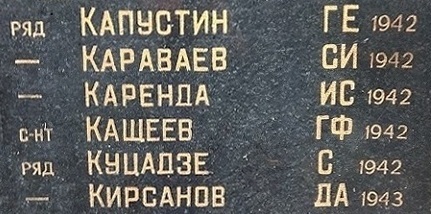 РЯД КАПУСТИН ГЕ 1942
— КАРАВАЕВ СИ 1942
— КАРЕНДА ИС 1942
С-НТ КАЩЕЕВ ГФ 1942
РЯД КУЦАДЗЕ С 1942
— КИРСАНОВ ДА 1943